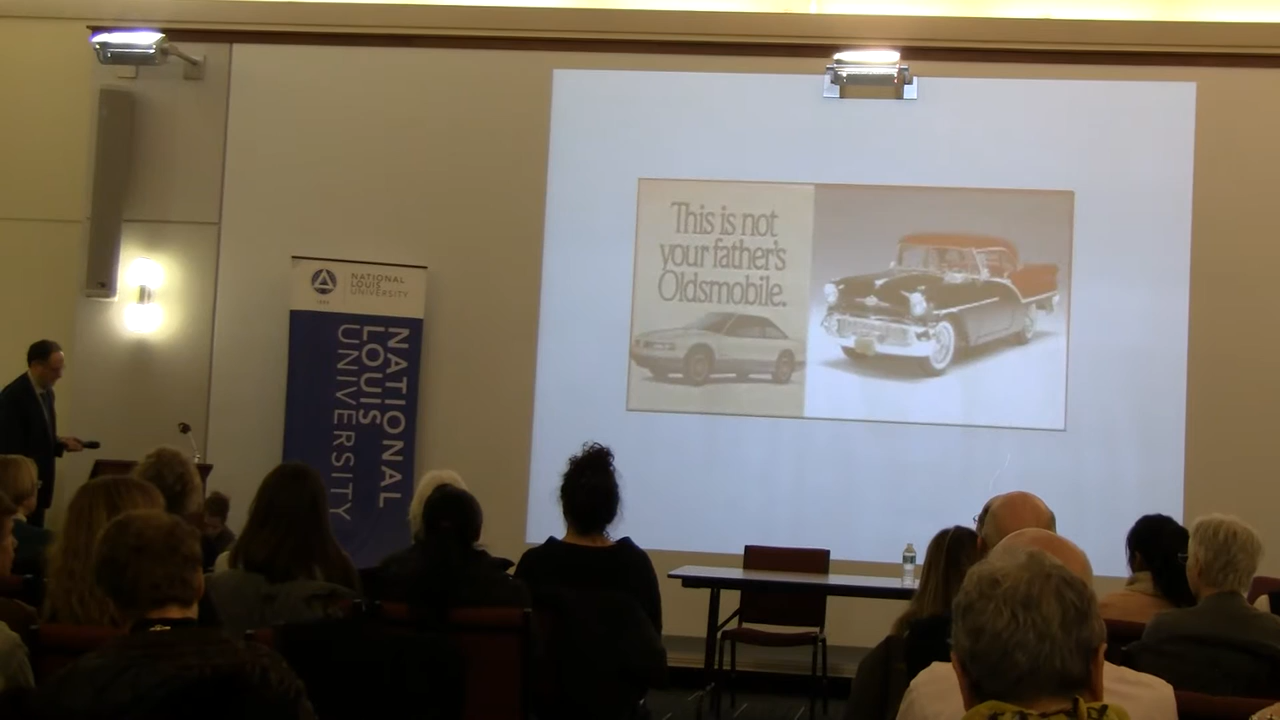 This is not
your father's
Oldsmobile.
NATIONAL
LOUIS
UNIVERSITY
NATIONAL
LOUIS
UNIVERSITY